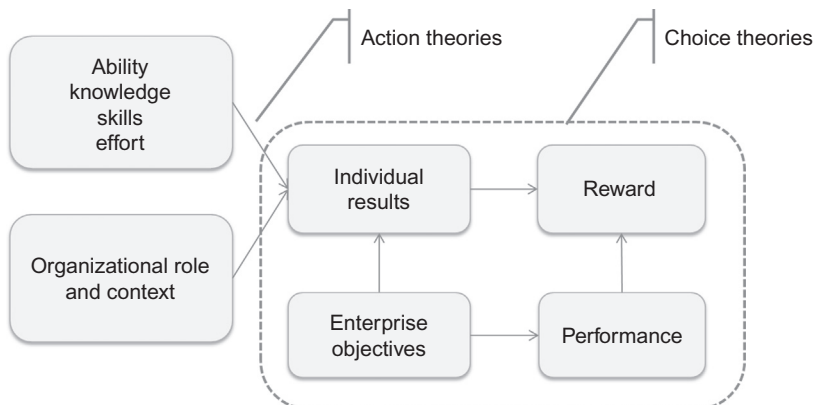 Action theories
Choice theories
Ability
knowledge
skills
effort
Individual
results
Reward
Organizational role
and context
Enterprise
objectives
Performance